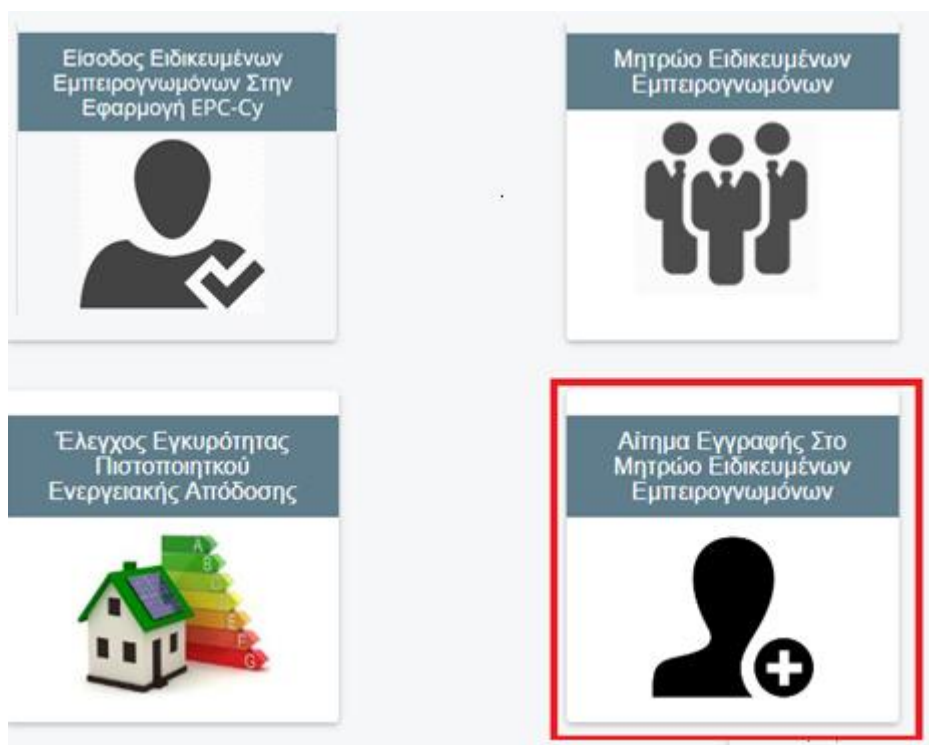 Είσοδος Ειδικευμένων
Εμπειρογνωμόνων Στην
Εφαρμογή EPC-Cy
Μητρώο Ειδικευμένων
Εμπειρογνωμόνων
Έλεγχος Εγκυρότητας
Πιστοποιητκού
Ενεργειακής Απόδοσης
A
B
C
D
E
F
G
Αίτημα Εγγραφής Στο
Μητρώο Ειδικευμένων
Εμπειρογνωμόνων